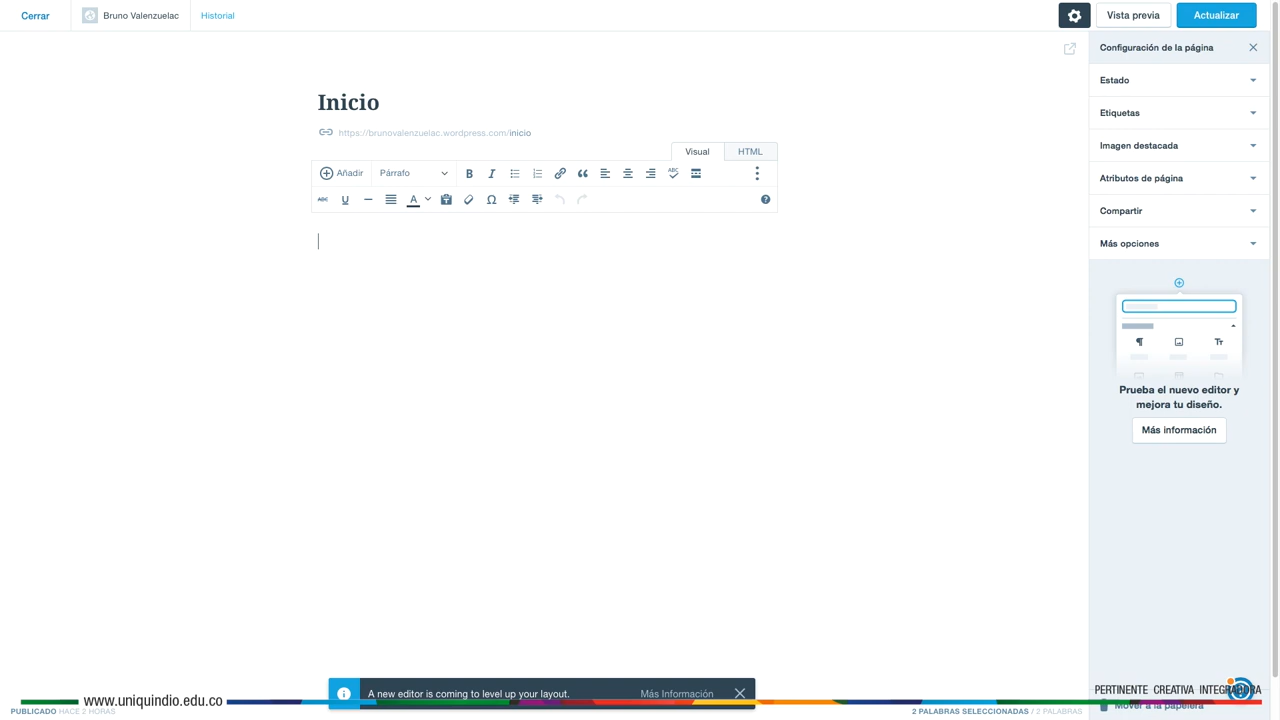 Cerrar
Bruno Valenzuelac
Historial
Vista previa
Actualizar
Configuración de la página
Estado
Etiquetas
Imagen destacada
Atributos de página
Compartir
Más opciones
Inicio
https://brunovalenzuelac.wordpress.com/inicio
Visual
HTML
Añadir
Párrafo
B
I
ABC
ABC
U
A
Ω
Tr
Prueba el nuevo editor y
mejora tu diseño.
Más información
A new editor is coming to level up your layout.
Más Información
www.uniquindio.edu.co
PERTINENTE CREATIVA INTEGRADORA
Mover a la papelera
PUBLICADO HACE 2 HORAS
2 PALABRAS SELECCIONADAS / 2 PALABRAS